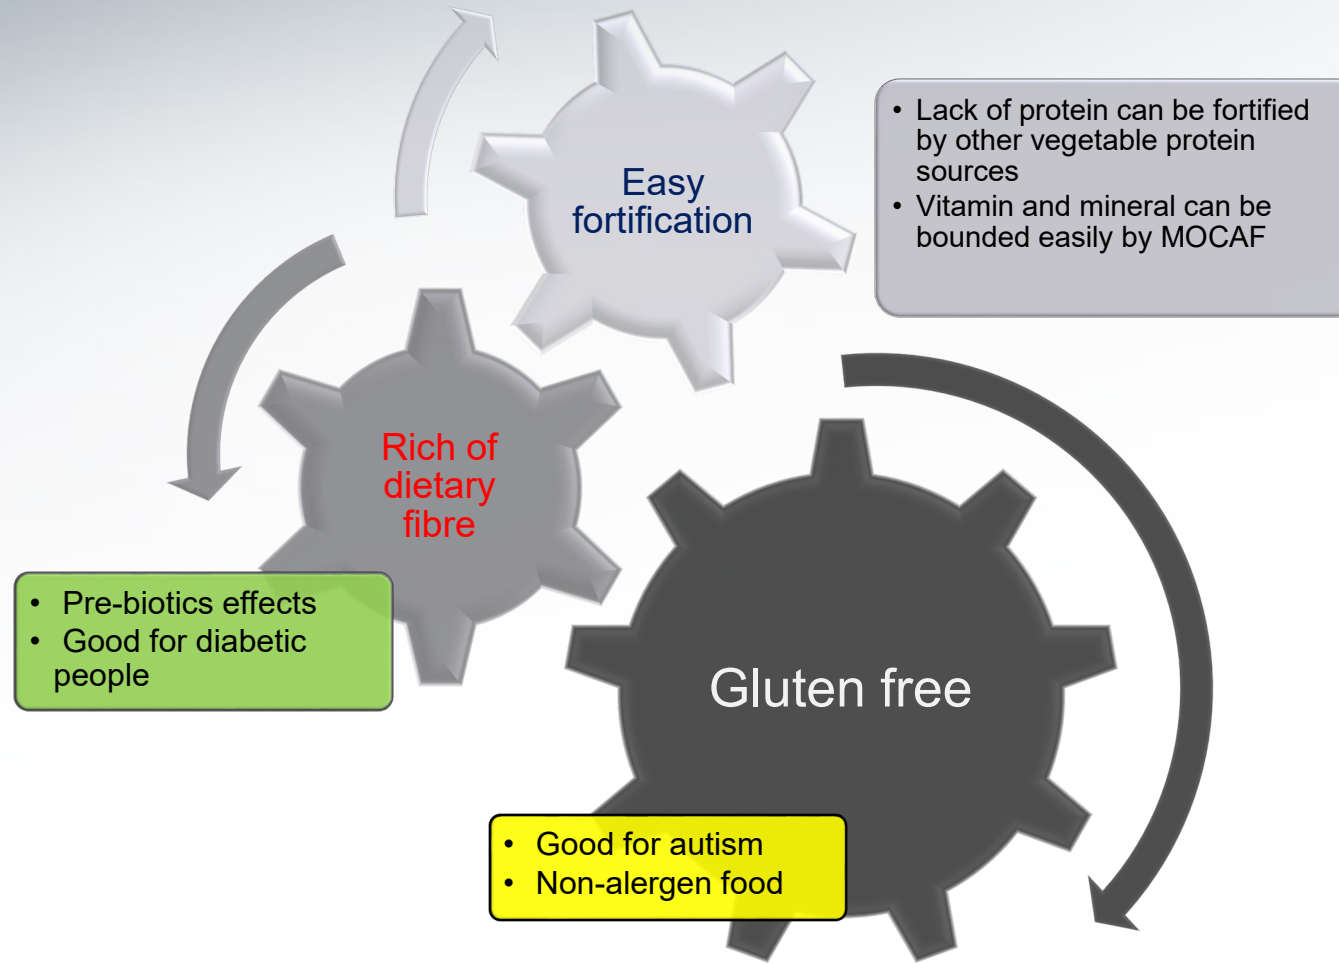 Easy
fortification
• Lack of protein can be fortified
by other vegetable protein
sources
• Vitamin and mineral can be
bounded easily by MOCAF
Rich of
dietary
fibre
• Pre-biotics effects
• Good for diabetic
people
Gluten free
• Good for autism
• Non-alergen food